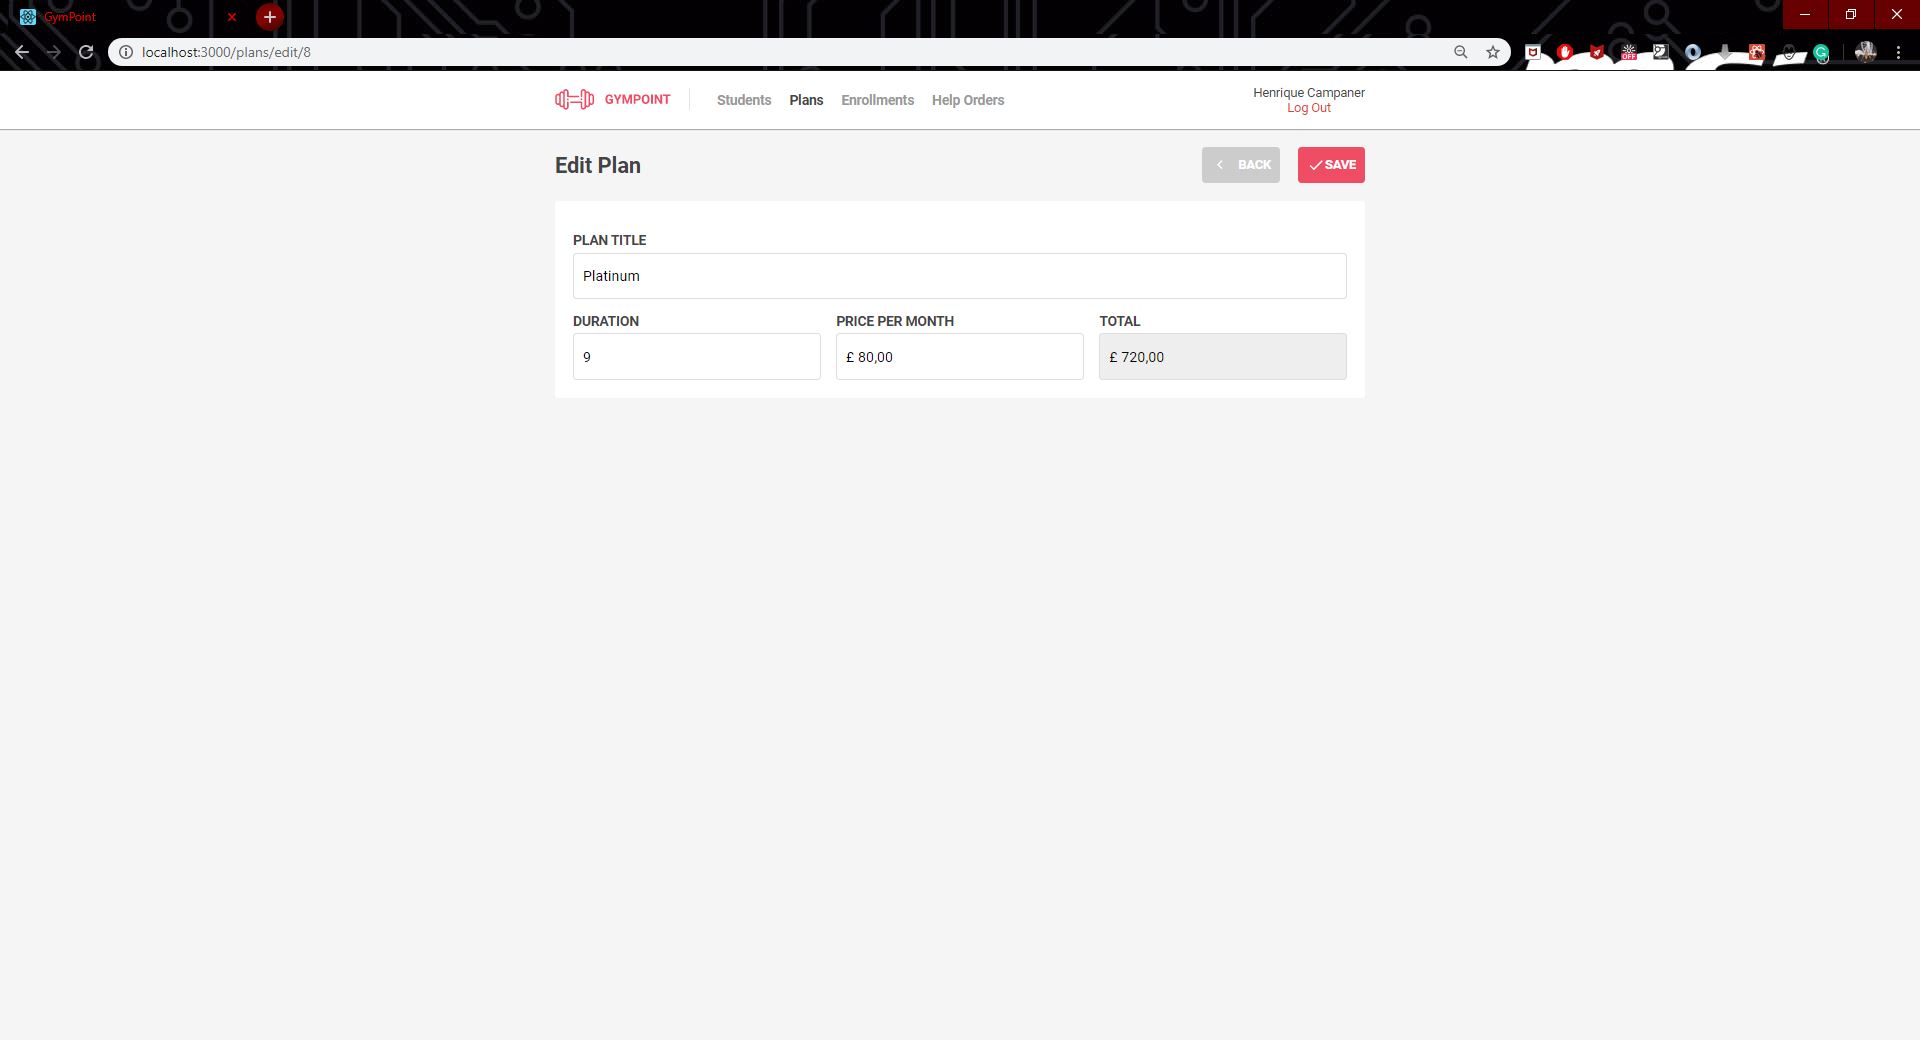 GymPoint
localhost:3000/plans/edit/8
OFF
GYMPOINT
Students
Plans
Enrollments
Help Orders
Henrique Campaner
Log Out
Edit Plan
BACK
SAVE
PLAN TITLE
Platinum
DURATION
PRICE PER MONTH
TOTAL
9
£ 80,00
£ 720,00